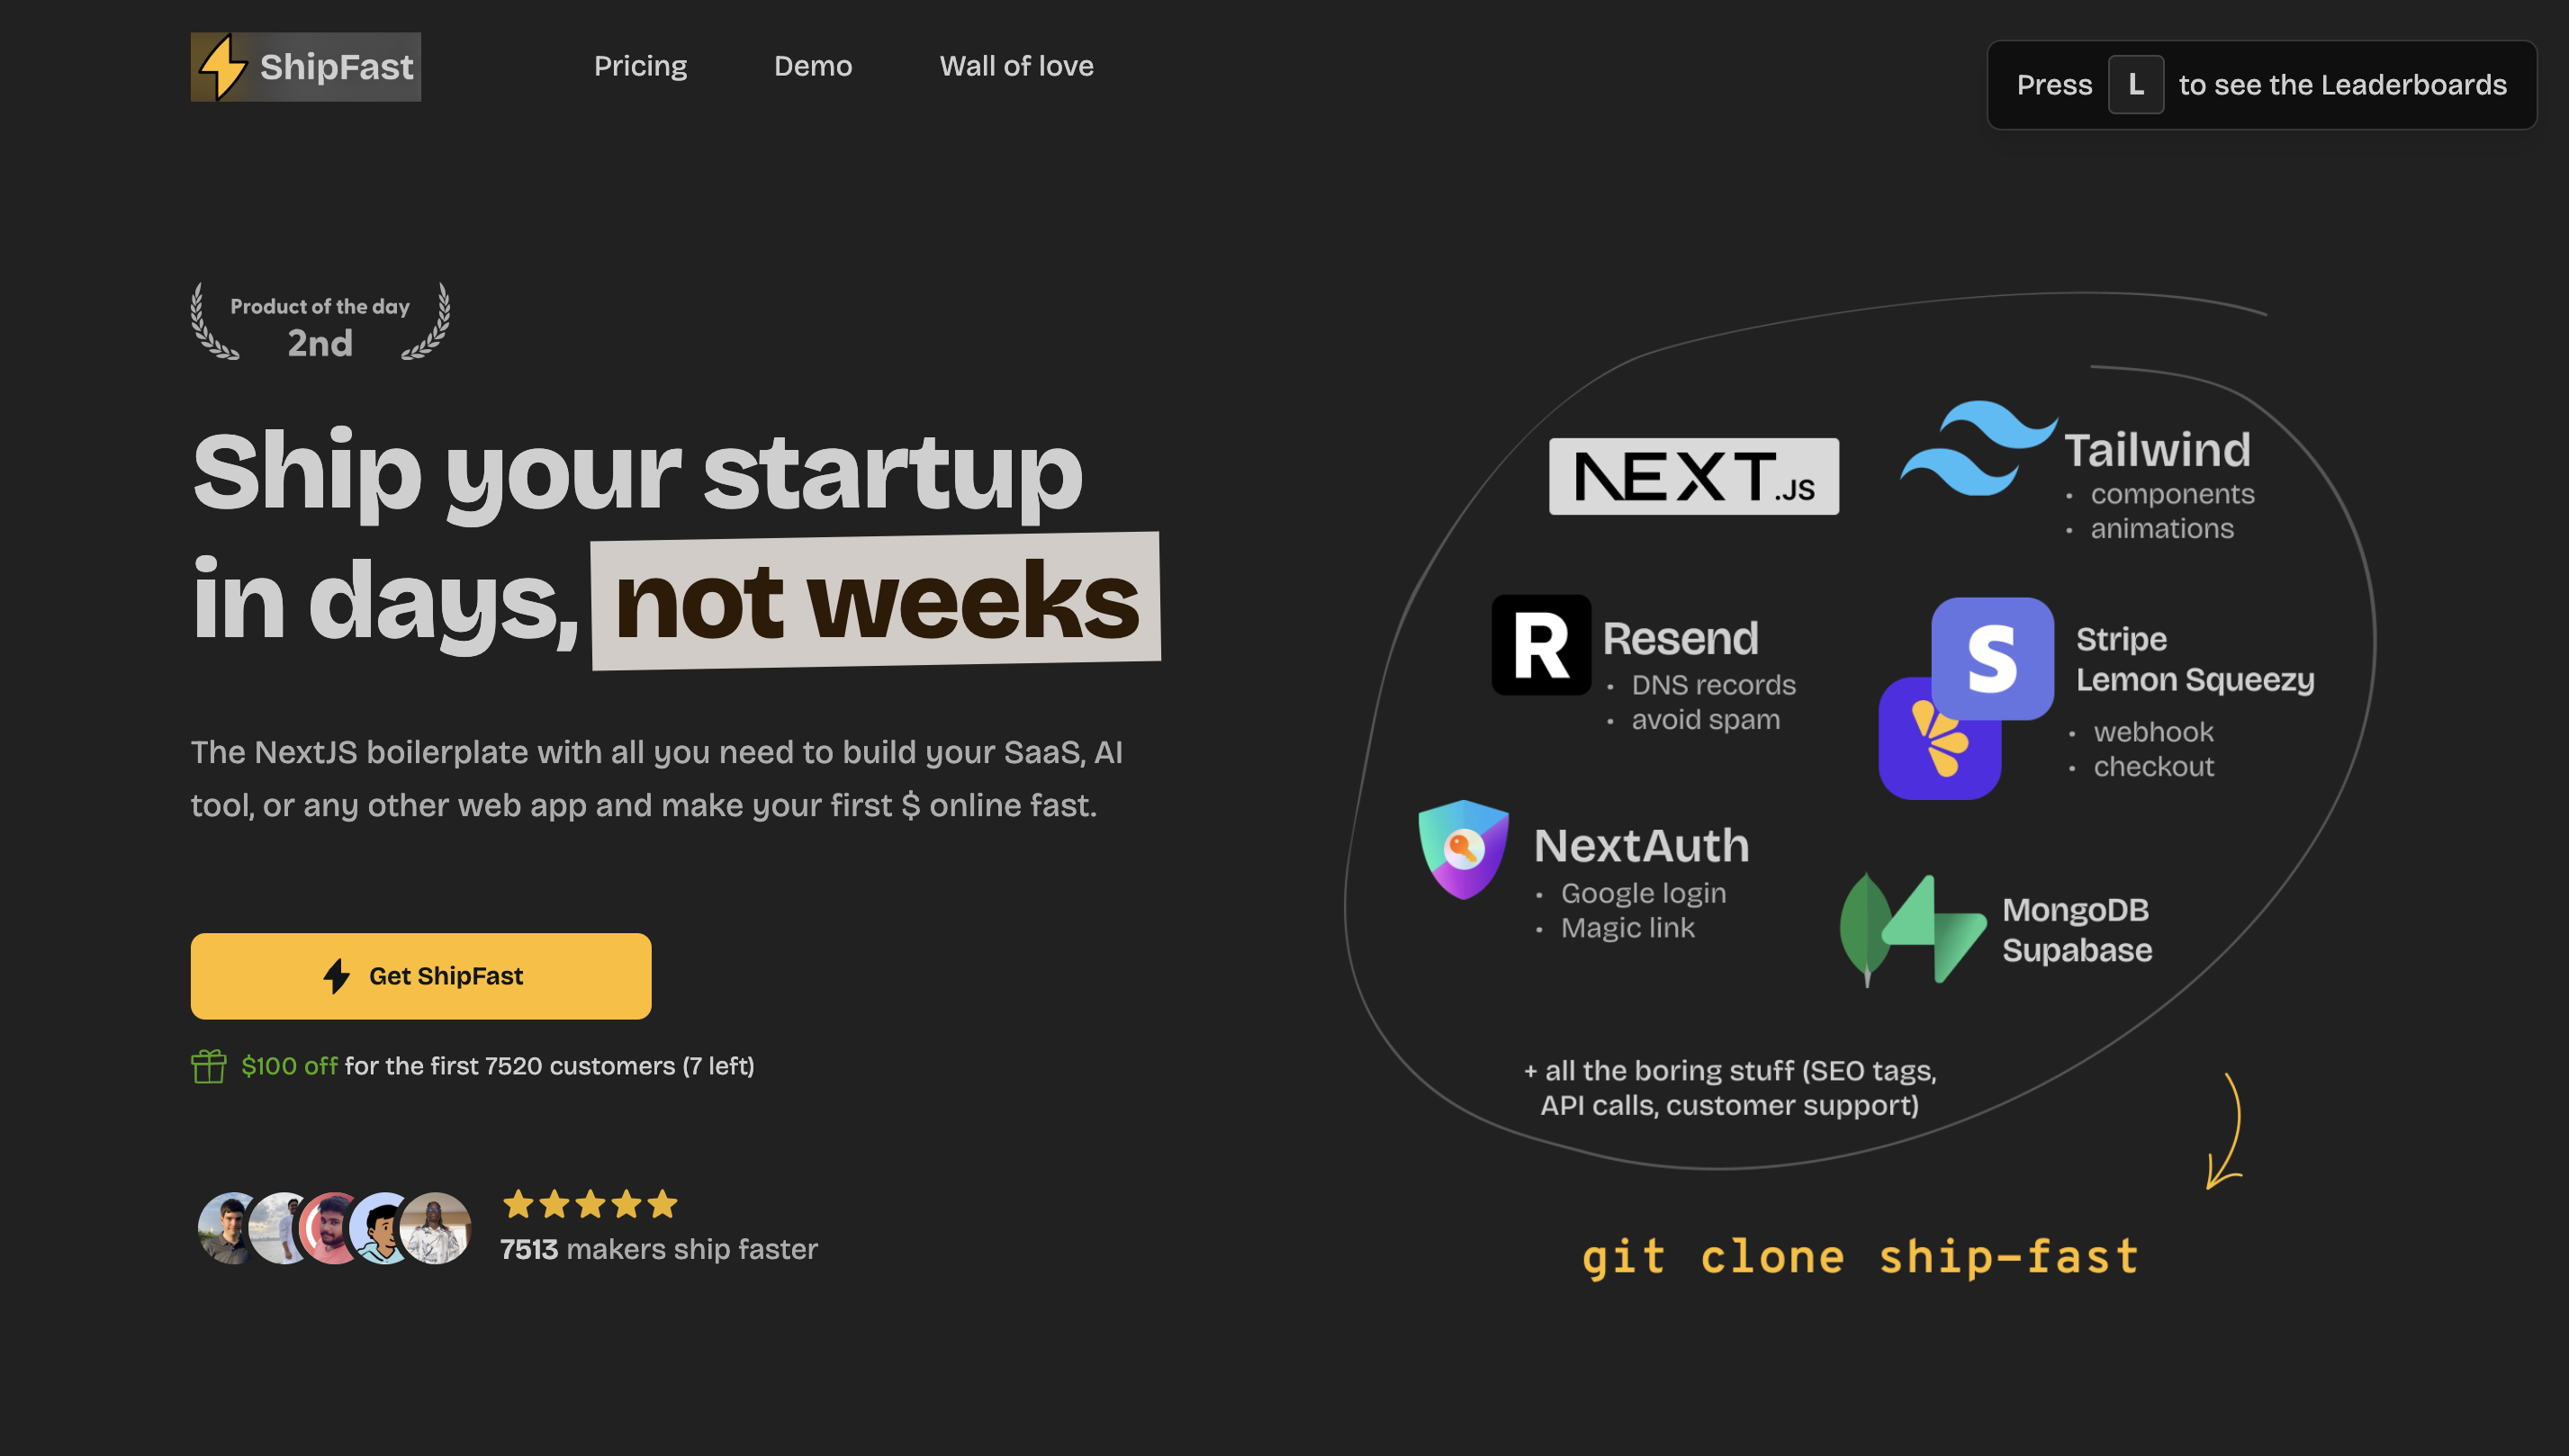 ShipFast
Pricing
Demo
Wall of love
Press L to see the Leaderboards
Product of the day
2nd
Ship your startup
in days, not weeks
The NextJS boilerplate with all you need to build your SaaS, AI
tool, or any other web app and make your first $ online fast.
Get ShipFast
$100 off for the first 7520 customers (7 left)
7513 makers ship faster
NEXT.JS
Tailwind
• components
• animations
R
Resend
• DNS records
• avoid spam
S
Stripe
Lemon Squeezy
• webhook
• checkout
NextAuth
• Google login
• Magic link
MongoDB
Supabase
+ all the boring stuff (SEO tags,
API calls, customer support)
git clone ship-fast